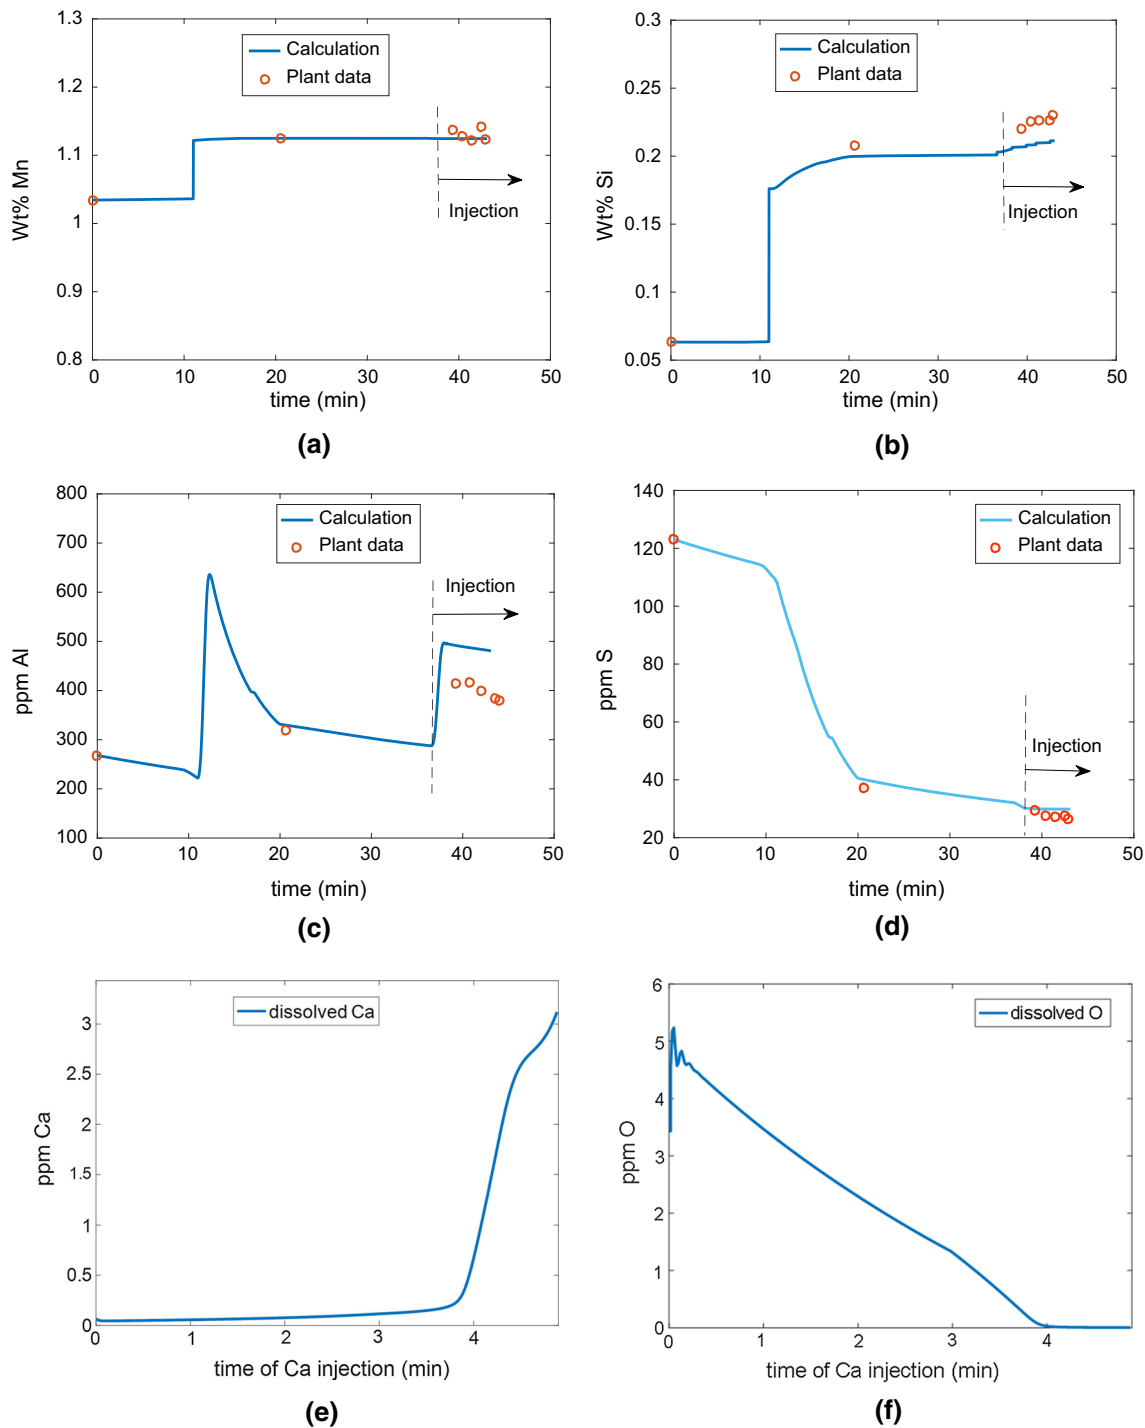 1.3
1.2
1.1
1
0.9
0.8
Wt% Mn
Calculation
Plant data
Injection
0 10 20 30 40 50
time (min)
(a)
0.3
0.25
0.2
0.15
0.1
0.05
Wt% Si
Calculation
Plant data
Injection
0 10 20 30 40 50
time (min)
(b)
800
700
600
500
400
300
200
100
ppm Al
Calculation
Plant data
Injection
0 10 20 30 40 50
time (min)
(c)
140
120
100
80
60
40
20
ppm S
Calculation
Plant data
Injection
0 10 20 30 40 50
time (min)
(d)
3
2.5
2
1.5
1
0.5
0
ppm Ca
dissolved Ca
0 1 2 3 4
time of Ca injection (min)
(e)
6
5
4
3
2
1
0
ppm O
dissolved O
0 1 2 3 4
time of Ca injection (min)
(f)